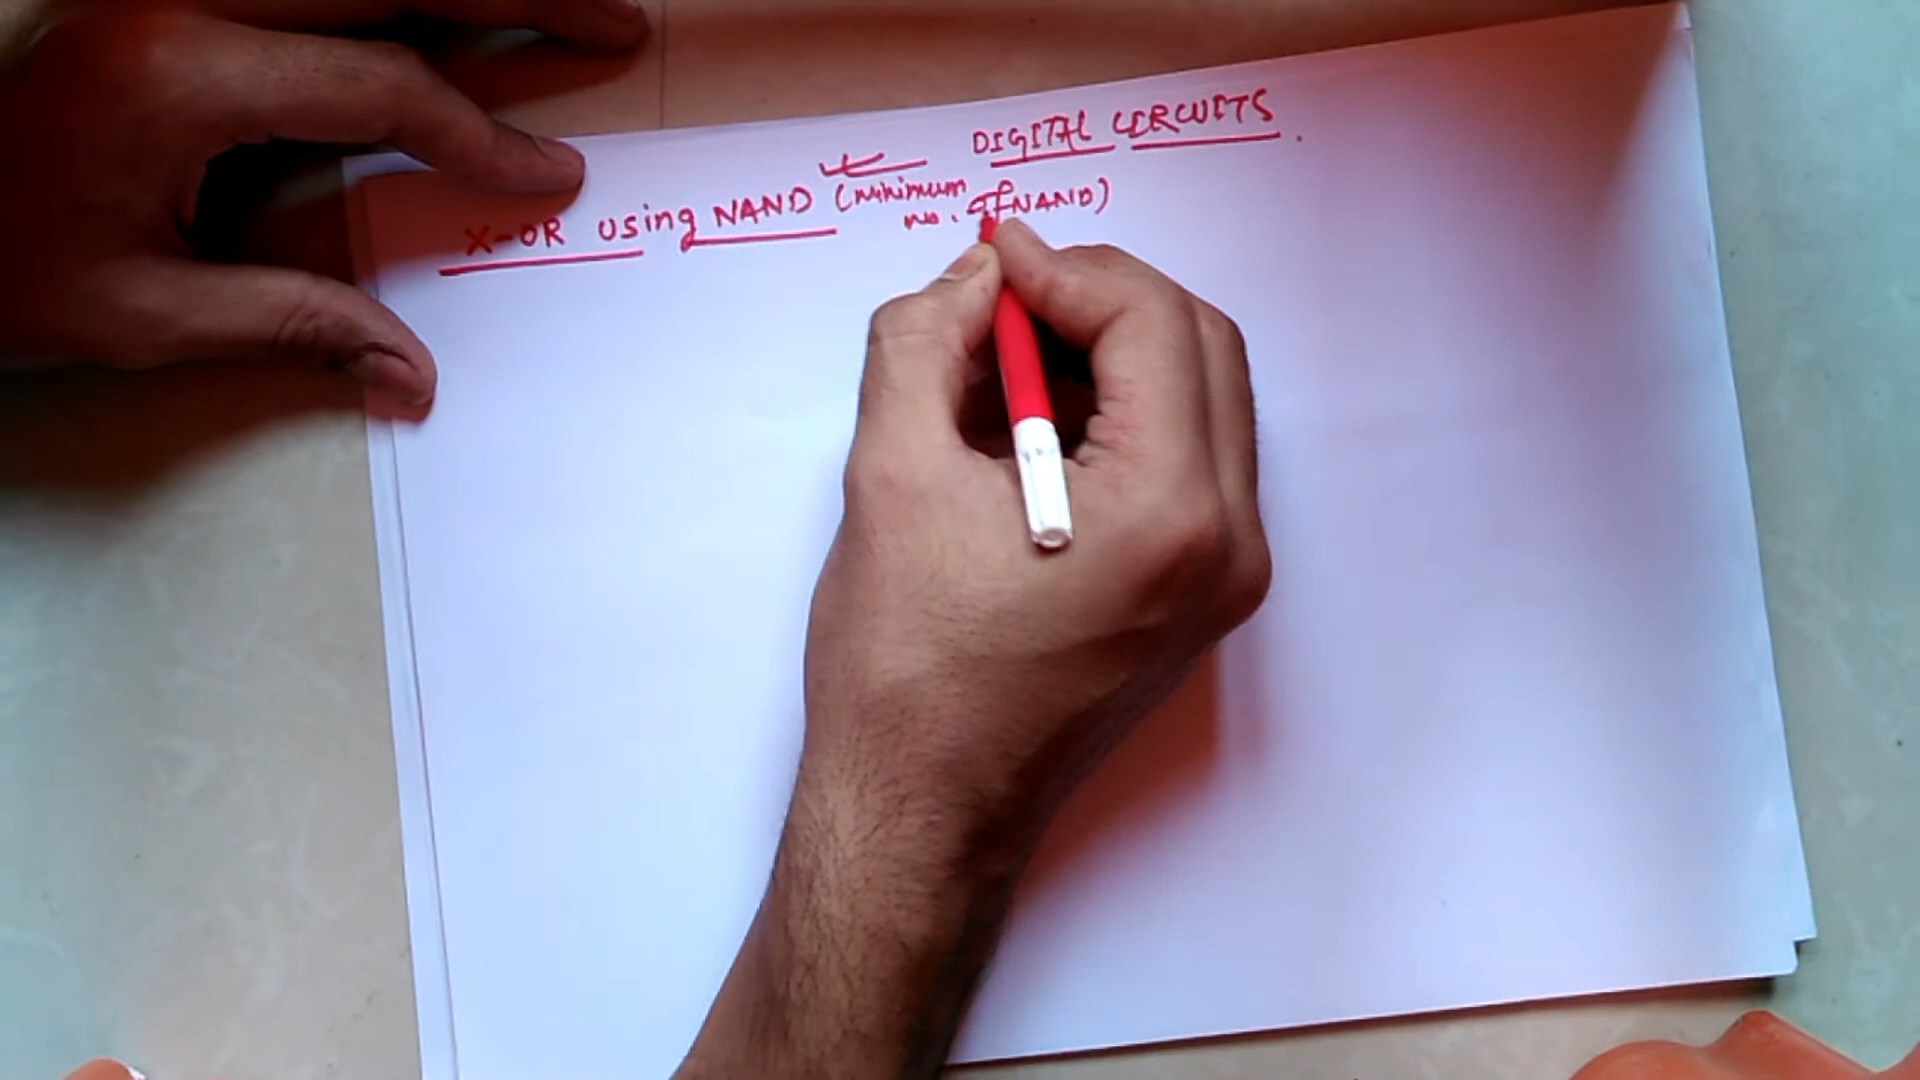 DIGITAL CIRCUITS.
X-OR Using NAND (Minimum
no. of NAND)